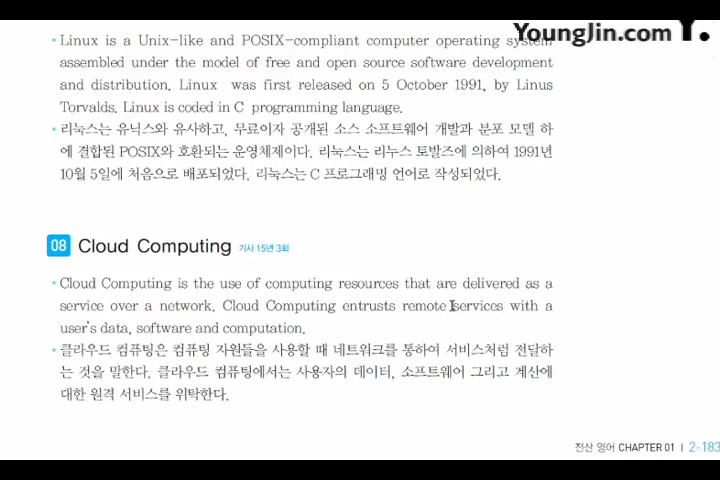 YoungJin.com Y.
• Linux is a Unix-like and POSIX-compliant computer operating system
assembled under the model of free and open source software development
and distribution. Linux was first released on 5 October 1991, by Linus
Torvalds. Linux is coded in C programming language.
• 리눅스는 유닉스와 유사하고, 무료이자 공개된 소스 소프트웨어 개발과 분포 모델 하
에 결합된 POSIX와 호환되는 운영체제이다. 리눅스는 리누스 토발즈에 의하여 1991년
10월 5일에 처음으로 배포되었다. 리눅스는 C 프로그래밍 언어로 작성되었다.
08 Cloud Computing 기사 15년 3회
• Cloud Computing is the use of computing resources that are delivered as a
service over a network. Cloud Computing entrusts remote services with a
user's data, software and computation.
• 클라우드 컴퓨팅은 컴퓨팅 자원들을 사용할 때 네트워크를 통하여 서비스처럼 전달하
는 것을 말한다. 클라우드 컴퓨팅에서는 사용자의 데이터, 소프트웨어 그리고 계산에
대한 원격 서비스를 위탁한다.
전산 영어 CHAPTER 01 | 2-183